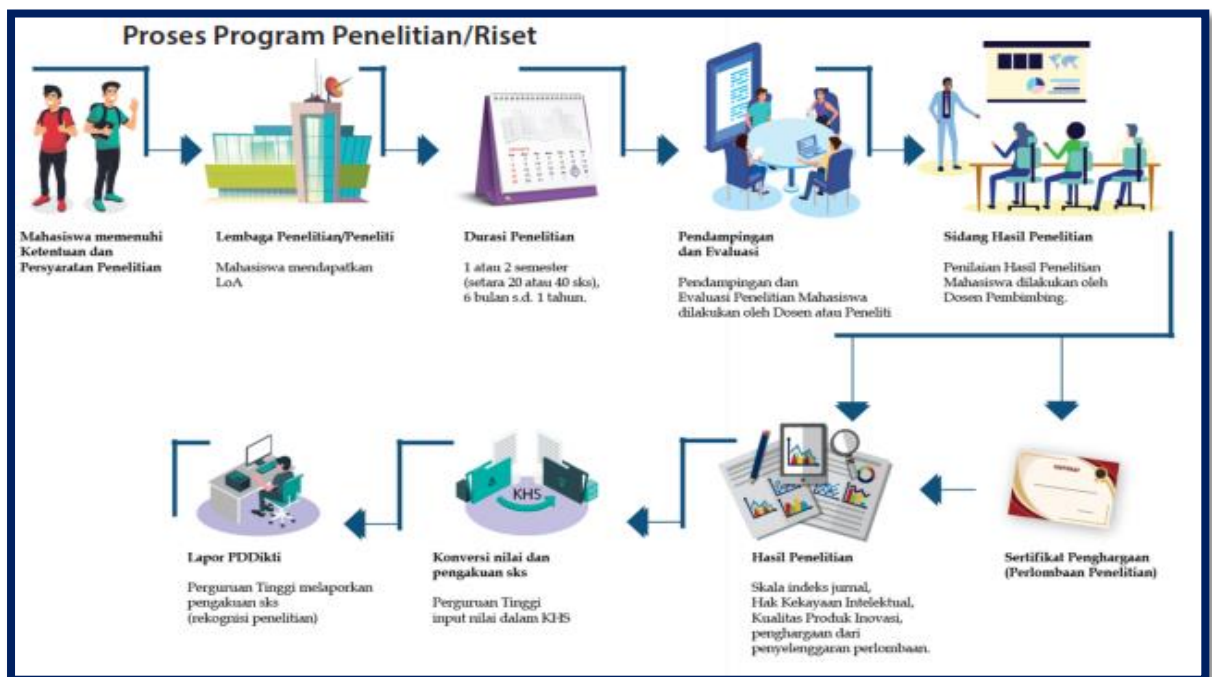 Proses Program Penelitian/Riset
Mahasiswa memenuhi
Ketentuan dan
Persyaratan Penelitian
Lembaga Penelitian/Peneliti
Mahasiswa mendapatkan
LoA
Durasi Penelitian
1 atau 2 semester
(setara 20 atau 40 sks),
6 bulan s.d. 1 tahun.
Pendampingan
dan Evaluasi
Pendampingan dan
Evaluasi Penelitian Mahasiswa
dilakukan oleh Dosen atau Peneliti
Sidang Hasil Penelitian
Penilaian Hasil Penelitian
Mahasiswa dilakukan oleh
Dosen Pembimbing.
Lapor PDDikti
Perguruan Tinggi melaporkan
pengakuan sks
(rekognisi penelitian)
KHS
Konversi nilai dan
pengakuan sks
Perguruan Tinggi
input nilai dalam KHS
Hasil Penelitian
Skala indeks jurnal,
Hak Kekayaan Intelektual,
Kualitas Produk Inovasi,
penghargaan dari
penyelenggaran perlombaan.
Sertifikat Penghargaan
(Perlombaan Penelitian)